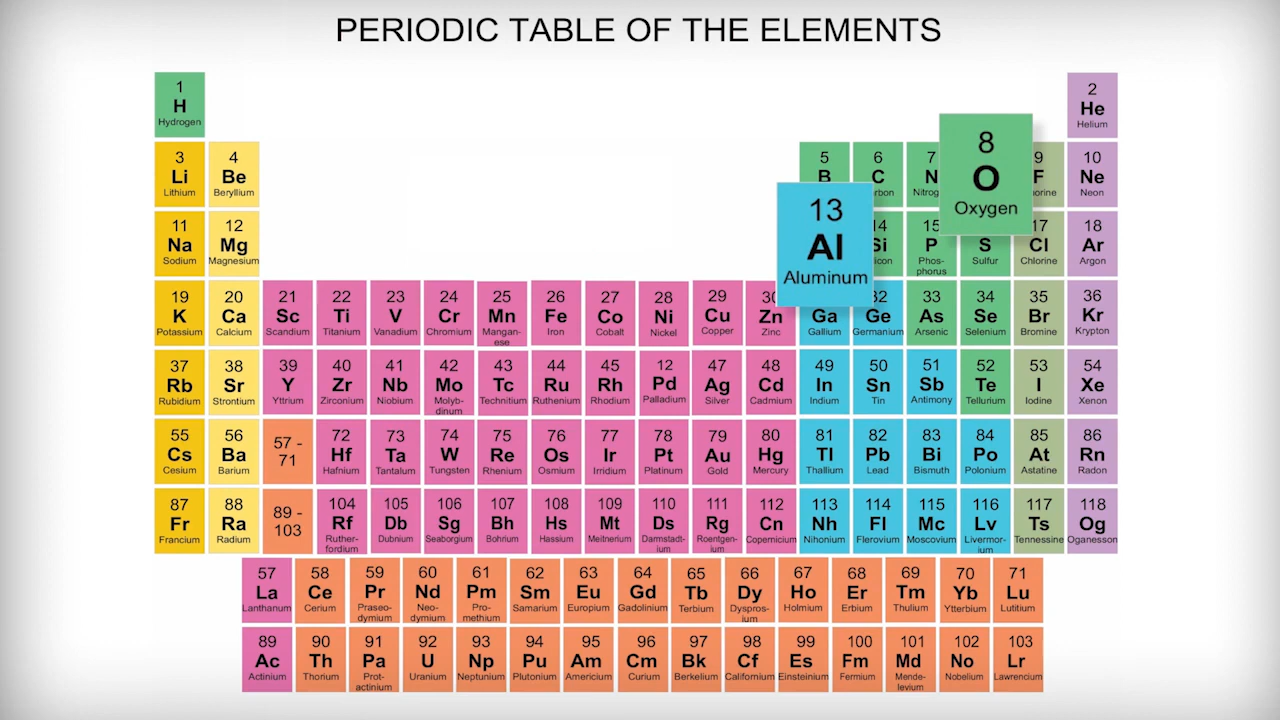 PERIODIC TABLE OF THE ELEMENTS
1
H
Hydrogen
2
He
Helium
3
Li
Lithium
4
Be
Beryllium
5
B
6
C
7
N
8
O
Oxygen
9
F
10
Ne
Neon
11
Na
Sodium
12
Mg
Magnesium
13
Al
Aluminum
14
Si
15
P
Phos-
phorus
S
Sulfur
17
Cl
Chlorine
18
Ar
Argon
19
K
Potassium
20
Ca
Calcium
21
Sc
Scandium
22
Ti
Titanium
23
V
Vanadium
24
Cr
Chromium
25
Mn
Mangan-
ese
26
Fe
Iron
27
Co
Cobalt
28
Ni
Nickel
29
Cu
Copper
30
Zn
Zinc
Ga
Gallium
32
Ge
Germanium
33
As
Arsenic
34
Se
Selenium
35
Br
Bromine
36
Kr
Krypton
37
Rb
Rubidium
38
Sr
Strontium
39
Y
Yttrium
40
Zr
Zirconium
41
Nb
Niobium
42
Mo
Molyb-
dinum
43
Tc
Technitium
44
Ru
Ruthenium
45
Rh
Rhodium
12
Pd
Palladium
47
Ag
Silver
48
Cd
Cadmium
49
In
Indium
50
Sn
Tin
51
Sb
Antimony
52
Te
Tellurium
53
I
Iodine
54
Xe
Xenon
55
Cs
Cesium
56
Ba
Barium
57 -
71
72
Hf
Hafnium
73
Ta
Tantalum
74
W
Tungsten
75
Re
Rhenium
76
Os
Osmium
77
Ir
Irridium
78
Pt
Platinum
79
Au
Gold
80
Hg
Mercury
81
Tl
Thallium
82
Pb
Lead
83
Bi
Bismuth
84
Po
Polonium
85
At
Astatine
86
Rn
Radon
87
Fr
Francium
88
Ra
Radium
89 -
103
104
Rf
Ruther-
fordium
105
Db
Dubnium
106
Sg
Seaborgium
107
Bh
Bohrium
108
Hs
Hassium
109
Mt
Meitnerium
110
Ds
Darmstadt-
ium
111
Rg
Roentgen-
ium
112
Cn
Copernicium
113
Nh
Nihonium
114
Fl
Flerovium
115
Mc
Moscovium
116
Lv
Livermor-
ium
117
Ts
Tennessine
118
Og
Oganesson
57
La
Lanthanum
58
Ce
Cerium
59
Pr
Praseo-
dymium
60
Nd
Neo-
dymium
61
Pm
Pro-
methium
62
Sm
Samarium
63
Eu
Europium
64
Gd
Gadolinium
65
Tb
Terbium
66
Dy
Dyspros-
ium
67
Ho
Holmium
68
Er
Erbium
69
Tm
Thulium
70
Yb
Ytterbium
71
Lu
Lutitium
89
Ac
Actinium
90
Th
Thorium
91
Pa
Prot-
actinium
92
U
Uranium
93
Np
Neptunium
94
Pu
Plutonium
95
Am
Americium
96
Cm
Curium
97
Bk
Berkelium
98
Cf
Californium
99
Es
Einsteinium
100
Fm
Fermium
101
Md
Mende-
levium
102
No
Nobelium
103
Lr
Lawrencium